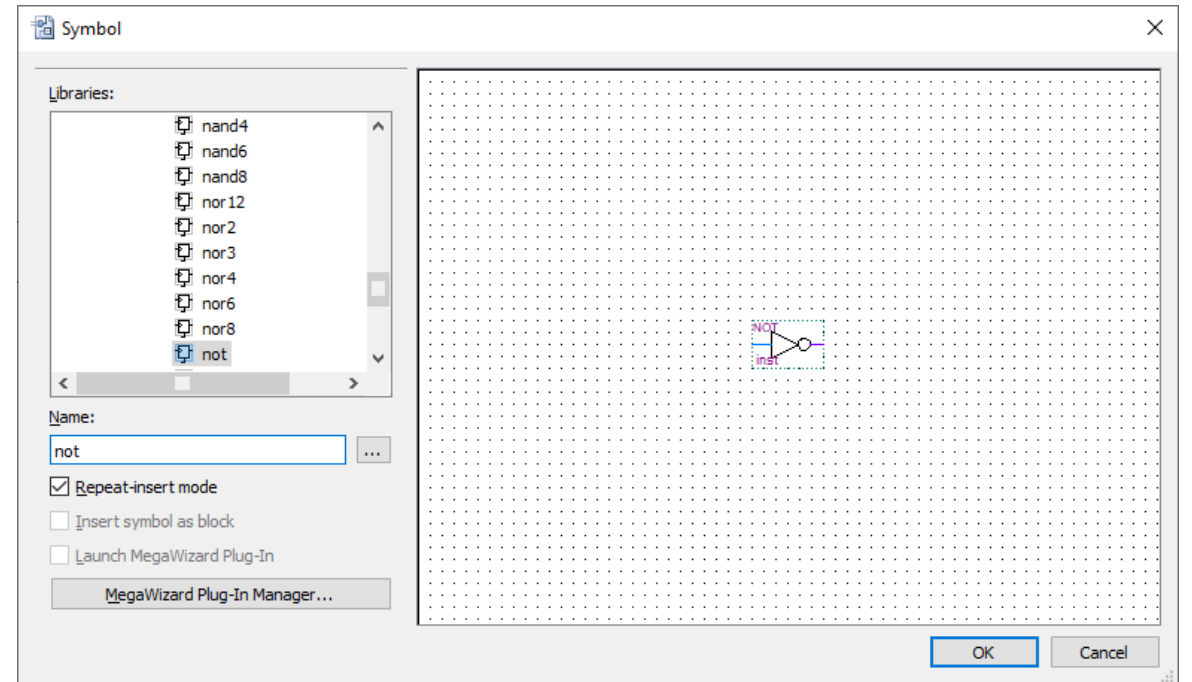 Symbol
Libraries:
nand4
nand6
nand8
nor12
nor2
nor3
nor4
nor6
nor8
not
Name:
not
...
Repeat-insert mode
Insert symbol as block
Launch MegaWizard Plug-In
MegaWizard Plug-In Manager...
NOT
inst
OK
Cancel